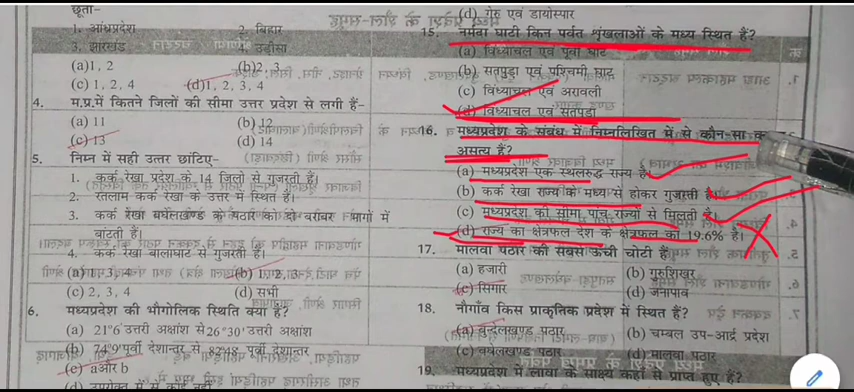 छूता-
1. आंध्रप्रदेश 2. बिहार
3. झारखंड 4. उड़ीसा
(a)1, 2 (b)2, 3
(c) 1, 2, 4 (d)1, 2, 3, 4
4. म.प्र.में कितने जिलों की सीमा उत्तर प्रदेश से लगी हैं-
(a) 11 (b) 12
(c) 13 (d) 14
5. निम्न में सही उत्तर छांटिए-
1. कर्क रेखा प्रदेश के 14 जिलों से गुजरती हैं।
2. रतलाम कर्क रेखा के उत्तर में स्थित हैं।
3. कर्क रेखा बघेलखण्ड के पठार को दो बराबर भागों में
बांटती हैं।
4. कर्क रेखा बालाघाट से गुजरती हैं।
(c) 2, 3, 4 (d) सभी
6. मध्यप्रदेश की भौगोलिक स्थिति क्या हैं?
(a) 21°6' उत्तरी अक्षांश से 26°30' उत्तरी अक्षांश
(b) 74°9' पूर्वी देशान्तर से 82°48' पूर्वी देशान्तर
(c) aऔर b
(d) उपरोक्त में से कोई नहीं
(d) गेरु एवं डायोस्पार
15. नर्मदा घाटी किन पर्वत श्रृंखलाओं के मध्य स्थित हैं?
(a) विंध्याचल एवं पूर्वी घाट
(b) सतपुड़ा एवं पश्चिमी घाट
(c) विंध्याचल एवं अरावली
(d) विंध्याचल एवं सतपुड़ा
16. मध्यप्रदेश के संबंध में निम्नलिखित में से कौन-सा
असत्य हैं?
(a) मध्यप्रदेश एक स्थलरुद्ध राज्य है
(b) कर्क रेखा राज्य के मध्य से होकर गुजरती है
(c) मध्यप्रदेश की सीमा पांच राज्यों से मिलती है।
(d) राज्य का क्षेत्रफल देश के क्षेत्रफल का 19.6% हैं।
17. मालवा पठार की सबसे ऊंची चोटी हैं
(a) हजारी (b) गुरुशिखर
(c) सिगार (d) जनापाव
18. नौगाँव किस प्राकृतिक प्रदेश में स्थित हैं?
(a) बुन्देलखण्ड पठार (b) चम्बल उप-आर्द्र प्रदेश
(c) बघेलखण्ड पठार (d) मालवा पठार
19. मध्यप्रदेश में लावा के साक्ष्य कहां से प्राप्त हुए हैं?